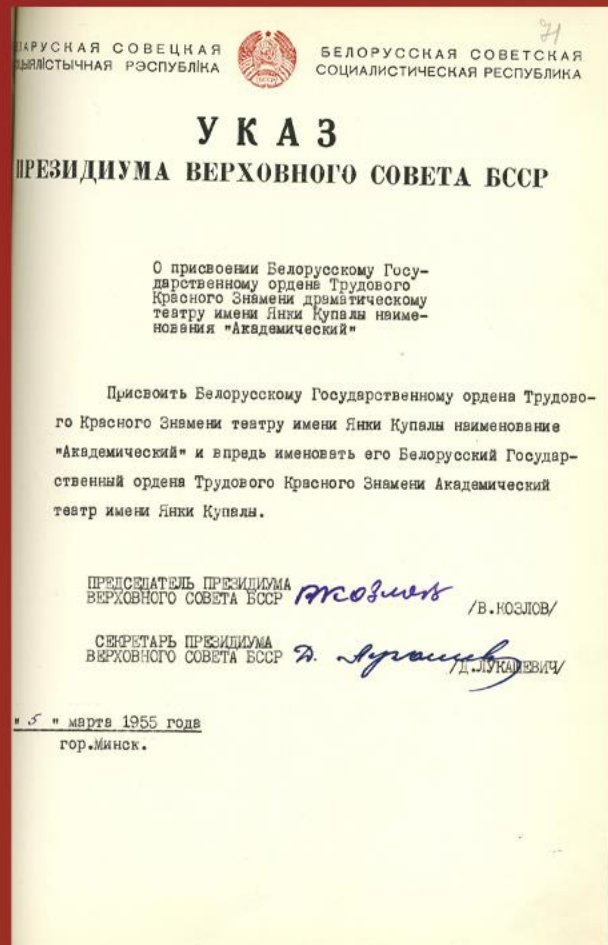 71
ЛАРУСКАЯ СОВЕЦКАЯ
ЦЫЯЛІСТЫЧНАЯ РЭСПУБЛІКА
БЕЛОРУССКАЯ СОВЕТСКАЯ
СОЦИАЛИСТИЧЕСКАЯ РЕСПУБЛИКА
УКАЗ
ПРЕЗИДИУМА ВЕРХОВНОГО СОВЕТА БССР
О присвоении Белорусскому Госу-
дарственному ордена Трудового
Красного Знамени драматическому
театру имени Янки Купалы наиме-
нования "Академический"
Присвоить Белорусскому Государственному ордена Трудово-
го Красного Знамени театру имени Янки Купалы наименование
"Академический" и впредь именовать его Белорусский Государ-
ственный ордена Трудового Красного Знамени Академический
театр имени Янки Купалы.
ПРЕДСЕДАТЕЛЬ ПРЕЗИДИУМА
ВЕРХОВНОГО СОВЕТА БССР
/В.КОЗЛОВ/
СЕКРЕТАРЬ ПРЕЗИДИУМА
ВЕРХОВНОГО СОВЕТА БССР
/Д.ЛУКАШЕВИЧ/
" 5 " марта 1955 года
гор.Минск.